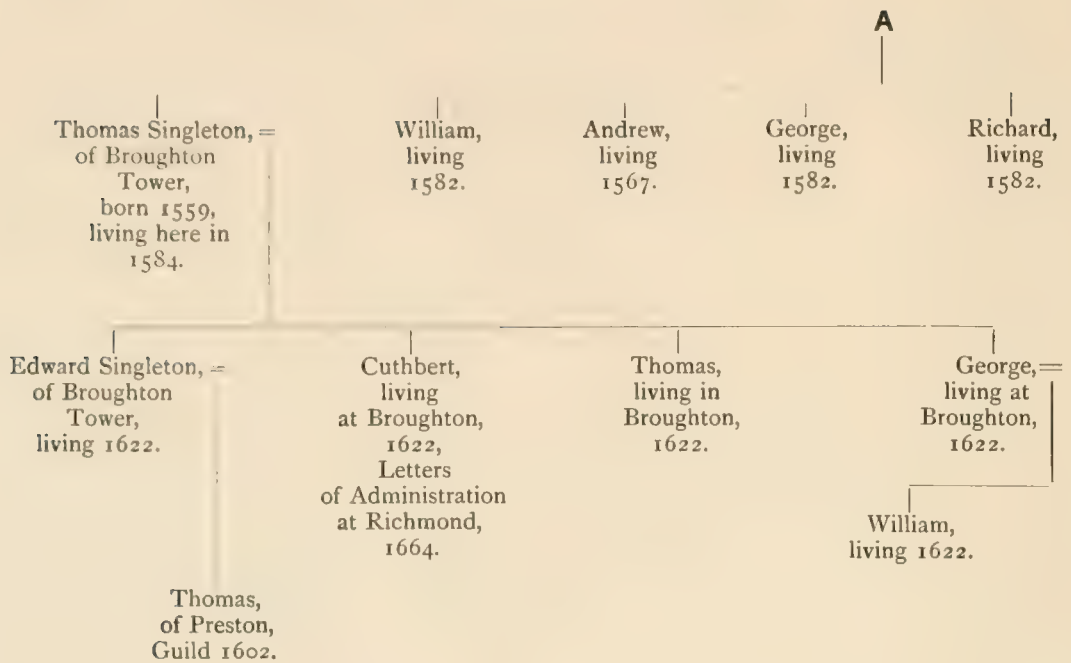 A
Thomas Singleton, =
of Broughton
Tower,
born 1559,
living here in
1584.
William,
living
1582.
Andrew,
living
1567.
George,
living
1582.
Richard,
living
1582.
Edward Singleton, =
of Broughton
Tower,
living 1622.
Cuthbert,
living
at Broughton,
1622,
Letters
of Administration
at Richmond,
1664.
Thomas,
living in
Broughton,
1622.
George, =
living at
Broughton,
1622.
William,
living 1622.
Thomas,
of Preston,
Guild 1602.